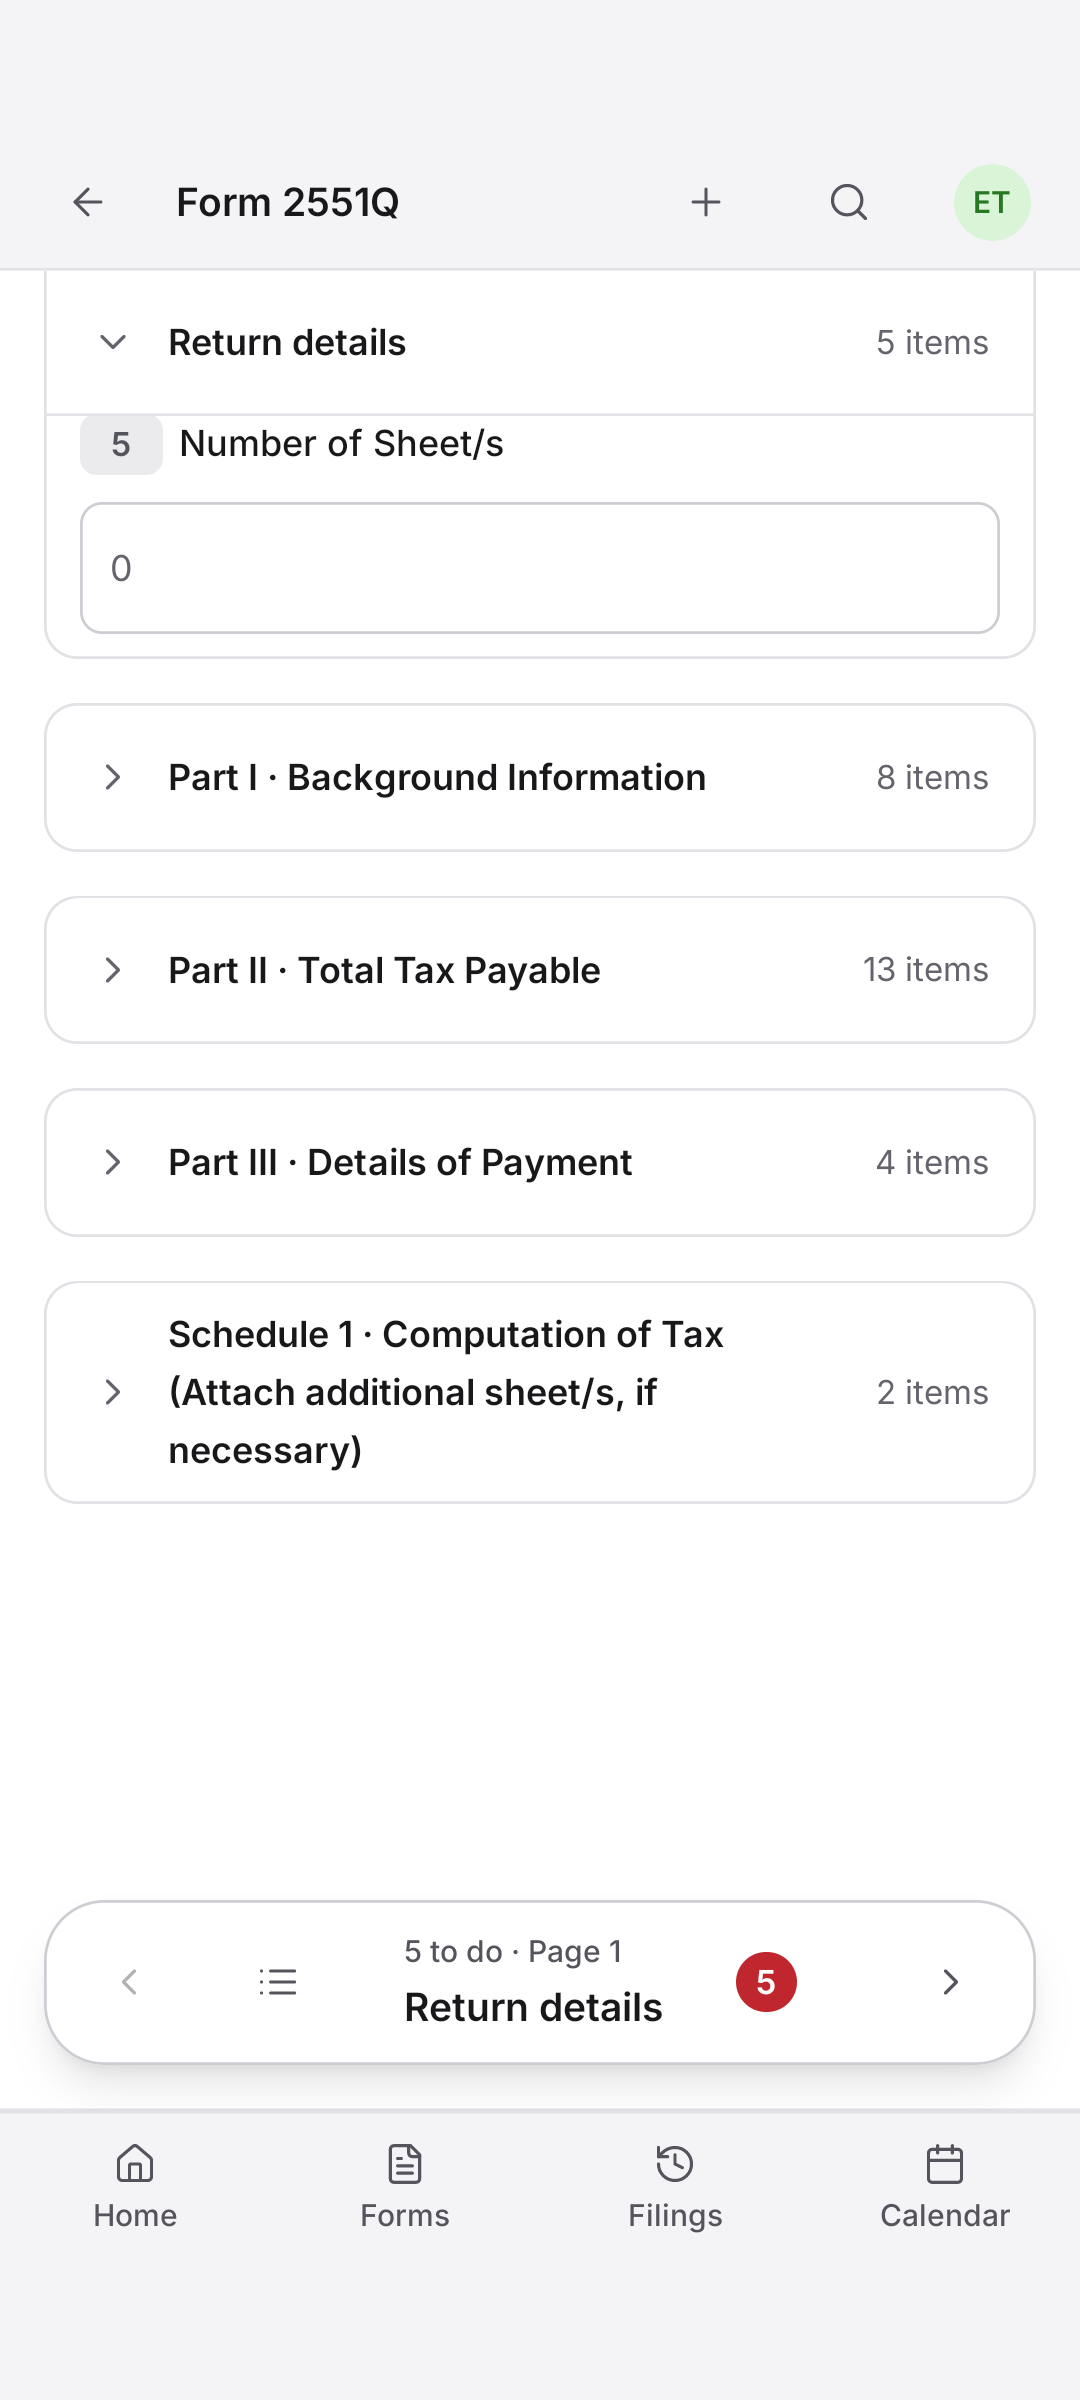 Form 2551Q
ET
Return details
5 items
5 Number of Sheet/s
0
Part I · Background Information
8 items
Part II · Total Tax Payable
13 items
Part III · Details of Payment
4 items
Schedule 1 · Computation of Tax
(Attach additional sheet/s, if
necessary)
2 items
5 to do · Page 1
Return details
5
Home
Forms
Filings
Calendar